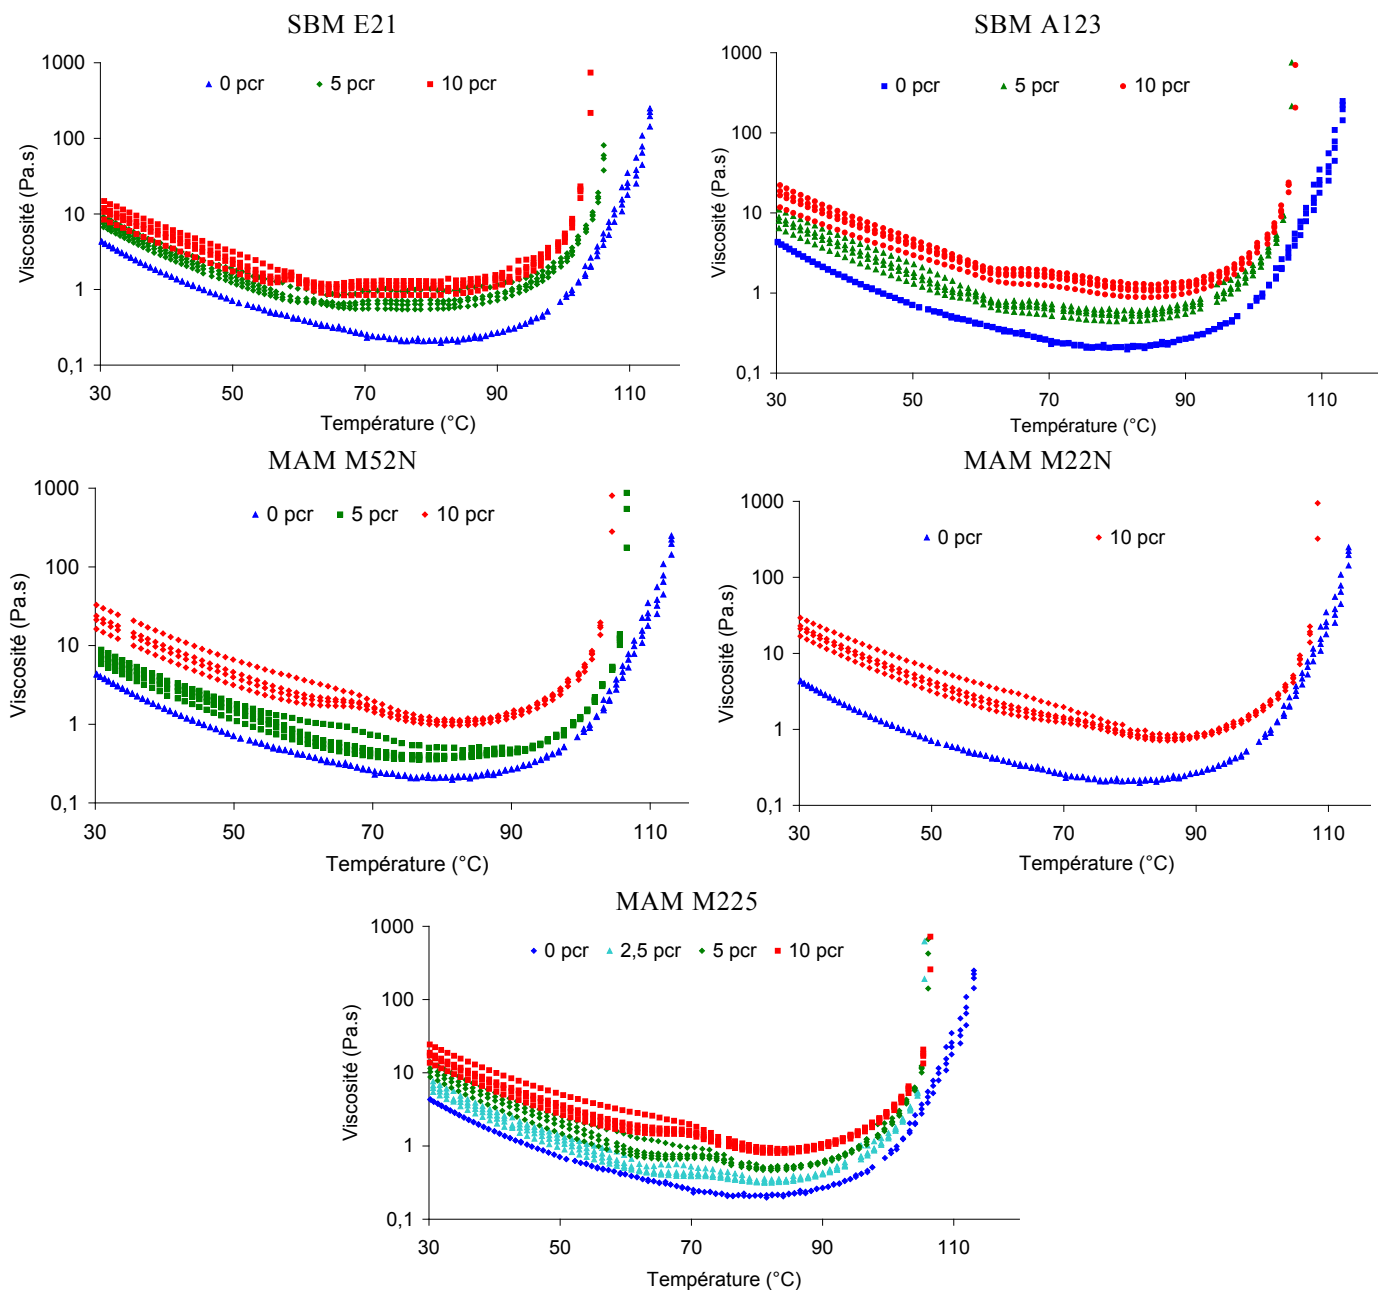 SBM E21
SBM A123
1000
100
10
1
0,1
0 pcr
5 pcr
10 pcr
Viscosité (Pa.s)
30
50
70
90
110
Température (°C)
1000
100
10
1
0,1
0 pcr
5 pcr
10 pcr
Viscosité (Pa.s)
30
50
70
90
110
Température (°C)
MAM M52N
MAM M22N
1000
100
10
1
0,1
0 pcr
5 pcr
10 pcr
Viscosité (Pa.s)
30
50
70
90
110
Température (°C)
1000
100
10
1
0,1
0 pcr
10 pcr
Viscosité (Pa.s)
30
50
70
90
110
Température (°C)
MAM M225
1000
100
10
1
0,1
0 pcr
2,5 pcr
5 pcr
10 pcr
Viscosité (Pa.s)
30
50
70
90
110
Température (°C)